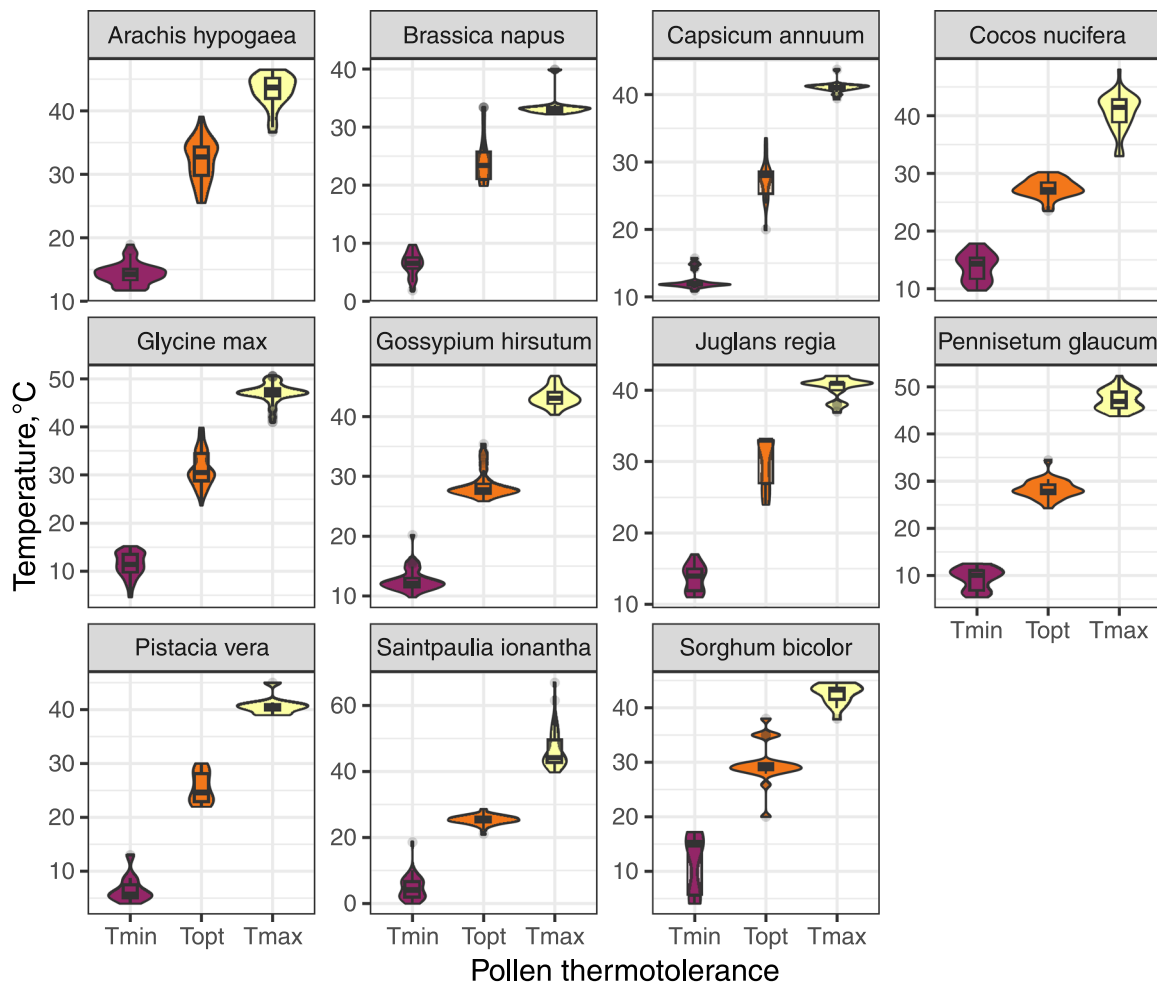 Arachis hypogaea
Brassica napus
Capsicum annuum
Cocos nucifera
40
30
20
10
40
30
20
10
0
40
30
20
10
40
30
20
10
Glycine max
Gossypium hirsutum
Juglans regia
Pennisetum glaucum
50
40
30
20
10
40
30
20
10
40
30
20
10
50
40
30
20
10
Tmin Topt Tmax
Pistacia vera
Saintpaulia ionantha
Sorghum bicolor
40
30
20
10
60
40
20
0
40
30
20
10
Tmin Topt Tmax
Tmin Topt Tmax
Tmin Topt Tmax
Temperature,°C
Pollen thermotolerance